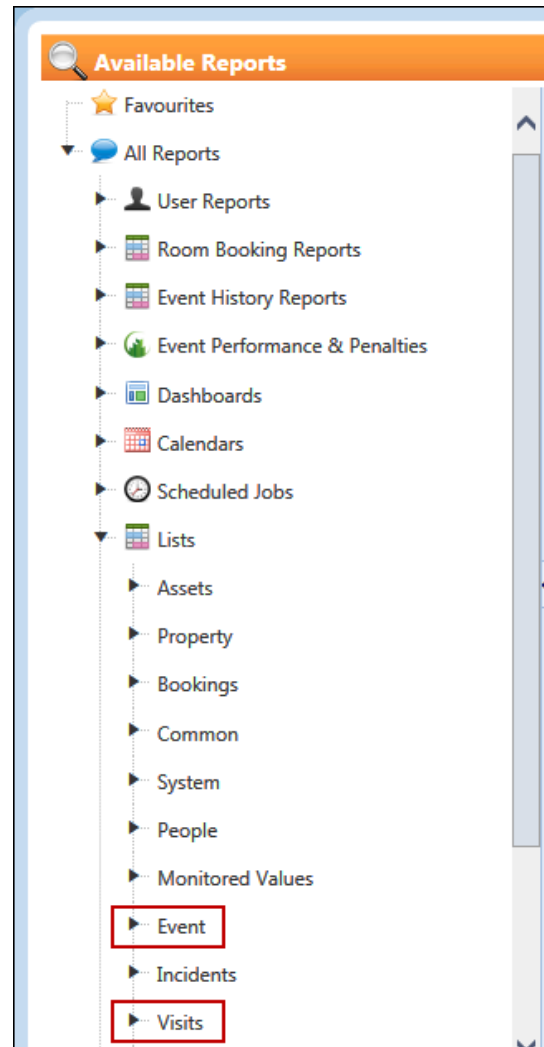 Available Reports
Favourites
All Reports
User Reports
Room Booking Reports
Event History Reports
Event Performance & Penalties
Dashboards
Calendars
Scheduled Jobs
Lists
Assets
Property
Bookings
Common
System
People
Monitored Values
Event
Incidents
Visits